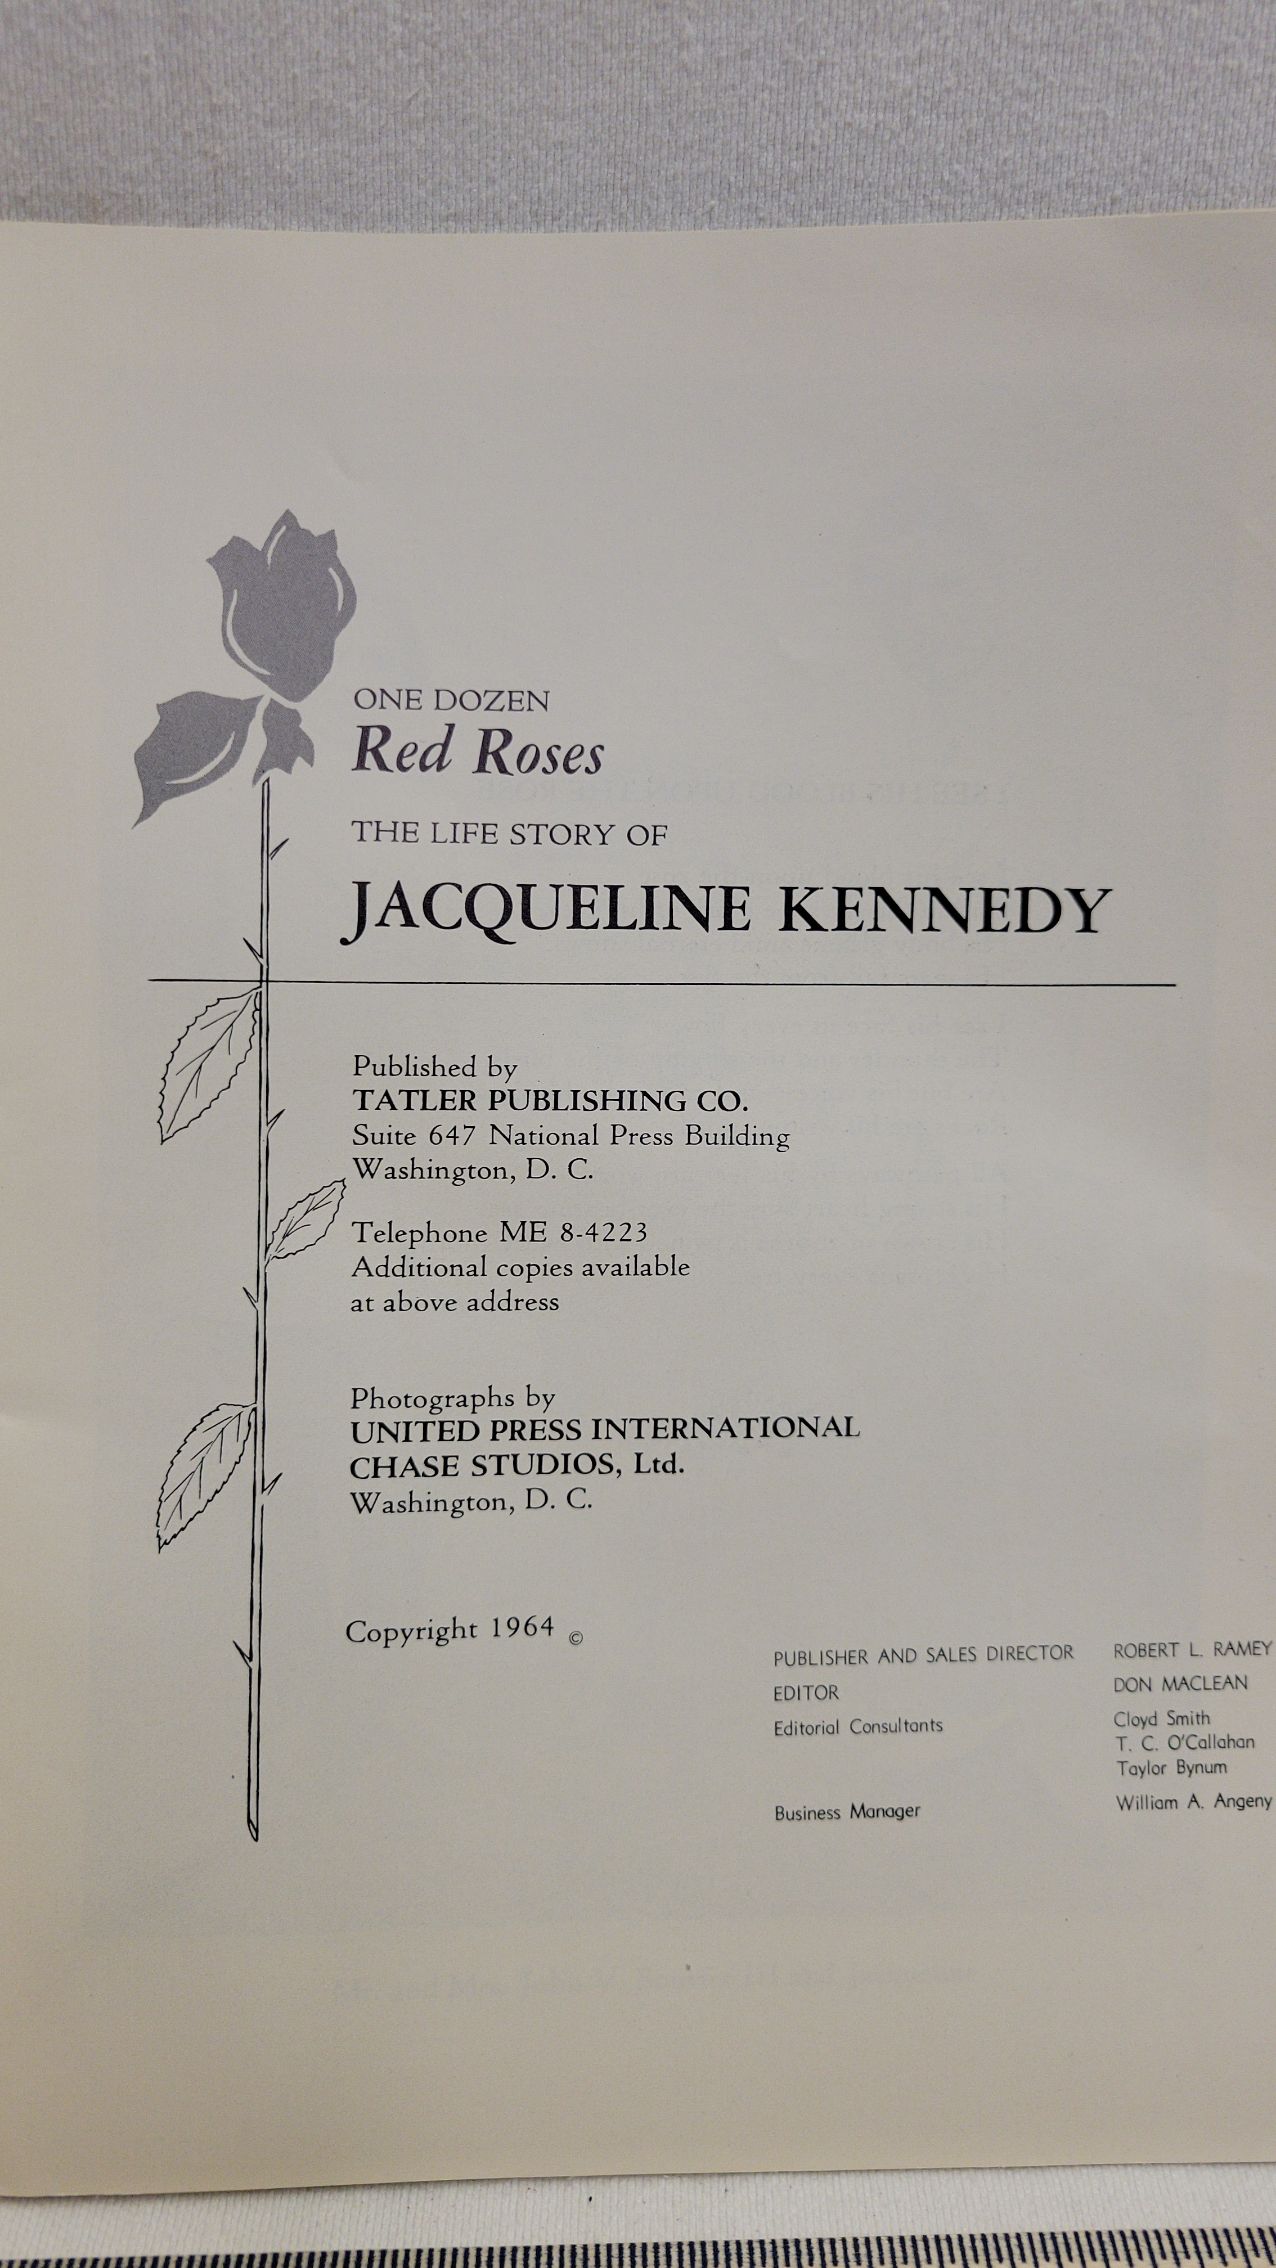 ONE DOZEN
Red Roses
THE LIFE STORY OF
JACQUELINE KENNEDY
Published by
TATLER PUBLISHING CO.
Suite 647 National Press Building
Washington, D. C.
Telephone ME 8-4223
Additional copies available
at above address
Photographs by
UNITED PRESS INTERNATIONAL
CHASE STUDIOS, Ltd.
Washington, D. C.
Copyright 1964 ©
PUBLISHER AND SALES DIRECTOR ROBERT L. RAMEY
EDITOR DON MACLEAN
Editorial Consultants Cloyd Smith
T. C. O'Callahan
Taylor Bynum
Business Manager William A. Angeny